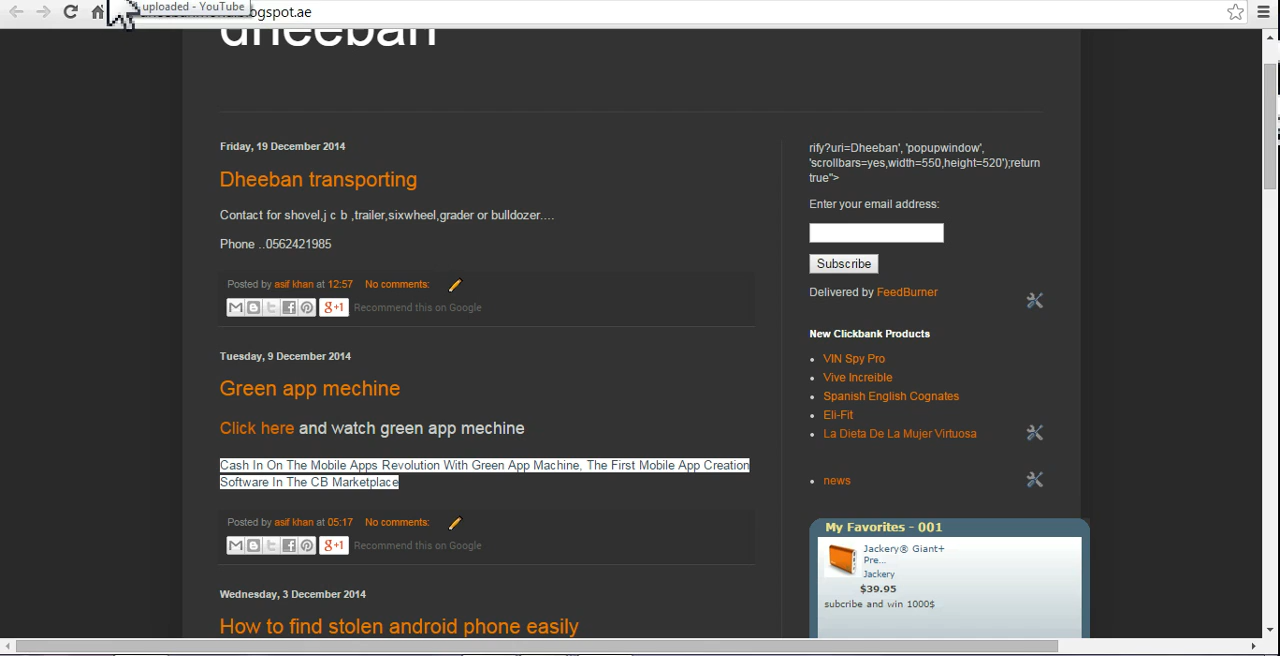 uploaded - YouTube
ogspot.ae
dheeban
Friday, 19 December 2014
Dheeban transporting
Contact for shovel,j c b ,trailer,sixwheel,grader or bulldozer....
Phone ..0562421985
Posted by asif khan at 12:57 No comments:
g+1 Recommend this on Google
Tuesday, 9 December 2014
Green app mechine
Click here and watch green app mechine
Cash In On The Mobile Apps Revolution With Green App Machine, The First Mobile App Creation
Software In The CB Marketplace
Posted by asif khan at 05:17 No comments:
g+1 Recommend this on Google
Wednesday, 3 December 2014
How to find stolen android phone easily
rify?uri=Dheeban', 'popupwindow',
'scrollbars=yes,width=550,height=520');return
true">
Enter your email address:
Subscribe
Delivered by FeedBurner
New Clickbank Products
VIN Spy Pro
Vive Increible
Spanish English Cognates
Eli-Fit
La Dieta De La Mujer Virtuosa
news
My Favorites - 001
Jackery® Giant+
Pre...
Jackery
$39.95
subcribe and win 1000$